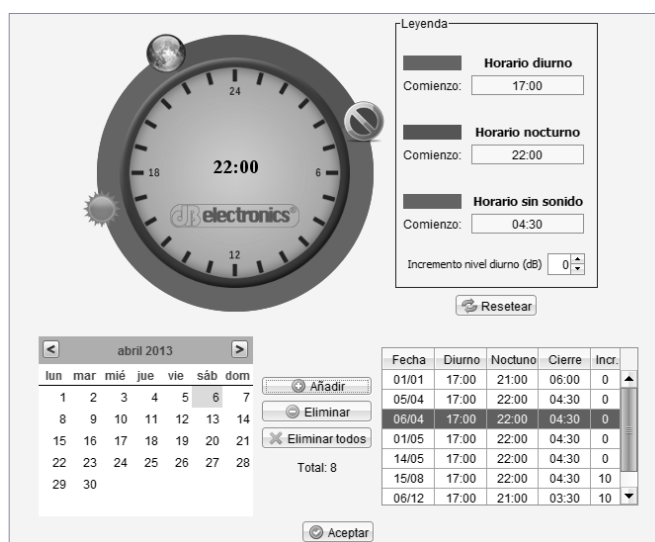 Leyenda
Horario diurno
Comienzo: 17:00
Horario nocturno
Comienzo: 22:00
Horario sin sonido
Comienzo: 04:30
Incremento nivel diurno (dB) 0
Resetear
24
18
22:00
6
dB electronics®
12
< abril 2013 >
lun mar mié jue vie sáb dom
1 2 3 4 5 6 7
8 9 10 11 12 13 14
15 16 17 18 19 20 21
22 23 24 25 26 27 28
29 30
Añadir
Eliminar
Eliminar todos
Total: 8
Fecha Diurno Noctuno Cierre Incr.
01/01 17:00 21:00 06:00 0
05/04 17:00 22:00 04:30 0
06/04 17:00 22:00 04:30 0
01/05 17:00 22:00 04:30 0
14/05 17:00 22:00 04:30 0
15/08 17:00 22:00 04:30 10
06/12 17:00 21:00 03:30 10
Aceptar